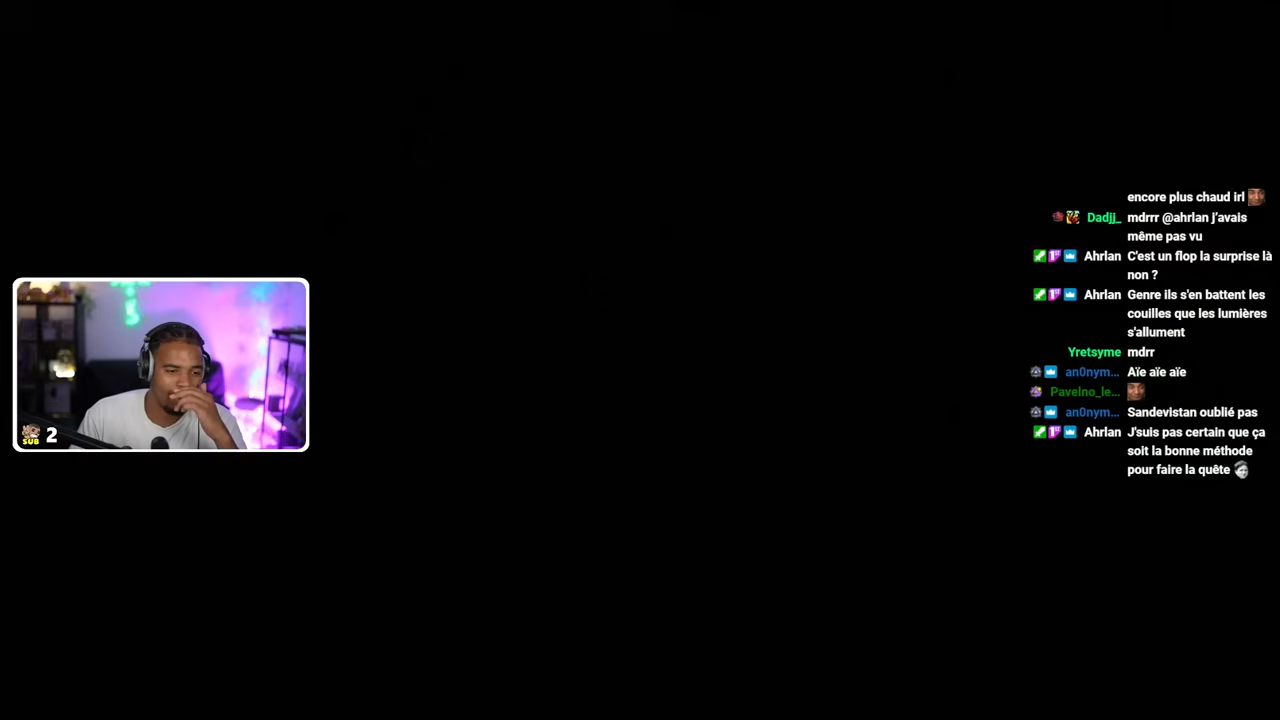 encore plus chaud irl
Dadjj_ mdrrr @ahrlan j'avais
même pas vu
Ahrlan C'est un flop la surprise là
non ?
Ahrlan Genre ils s'en battent les
couilles que les lumières
s'allument
Yretsyme mdrr
an0nym... Aïe aïe aïe
Pavelno_le...
an0nym... Sandevistan oublié pas
Ahrlan J'suis pas certain que ça
soit la bonne méthode
pour faire la quête
SUB 2